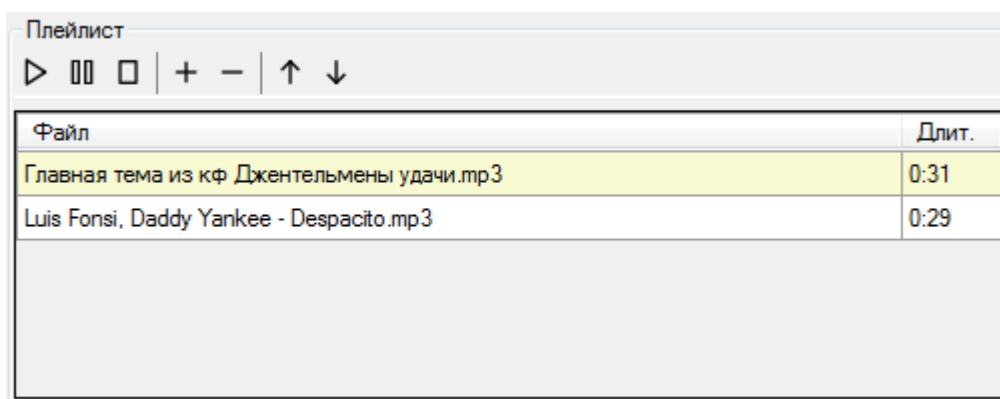 Плейлист
Файл Длит.
Главная тема из кф Джентельмены удачи.mp3 0:31
Luis Fonsi, Daddy Yankee - Despacito.mp3 0:29